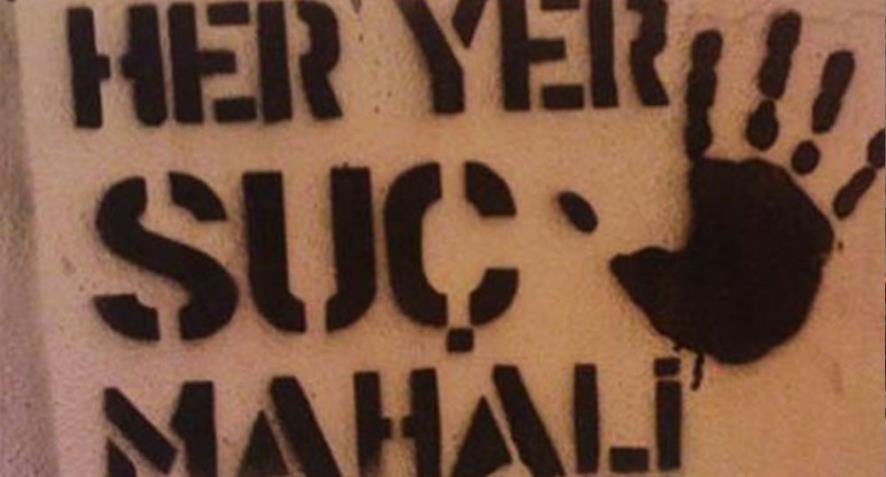 HER YER
SUÇ
MAHALİ